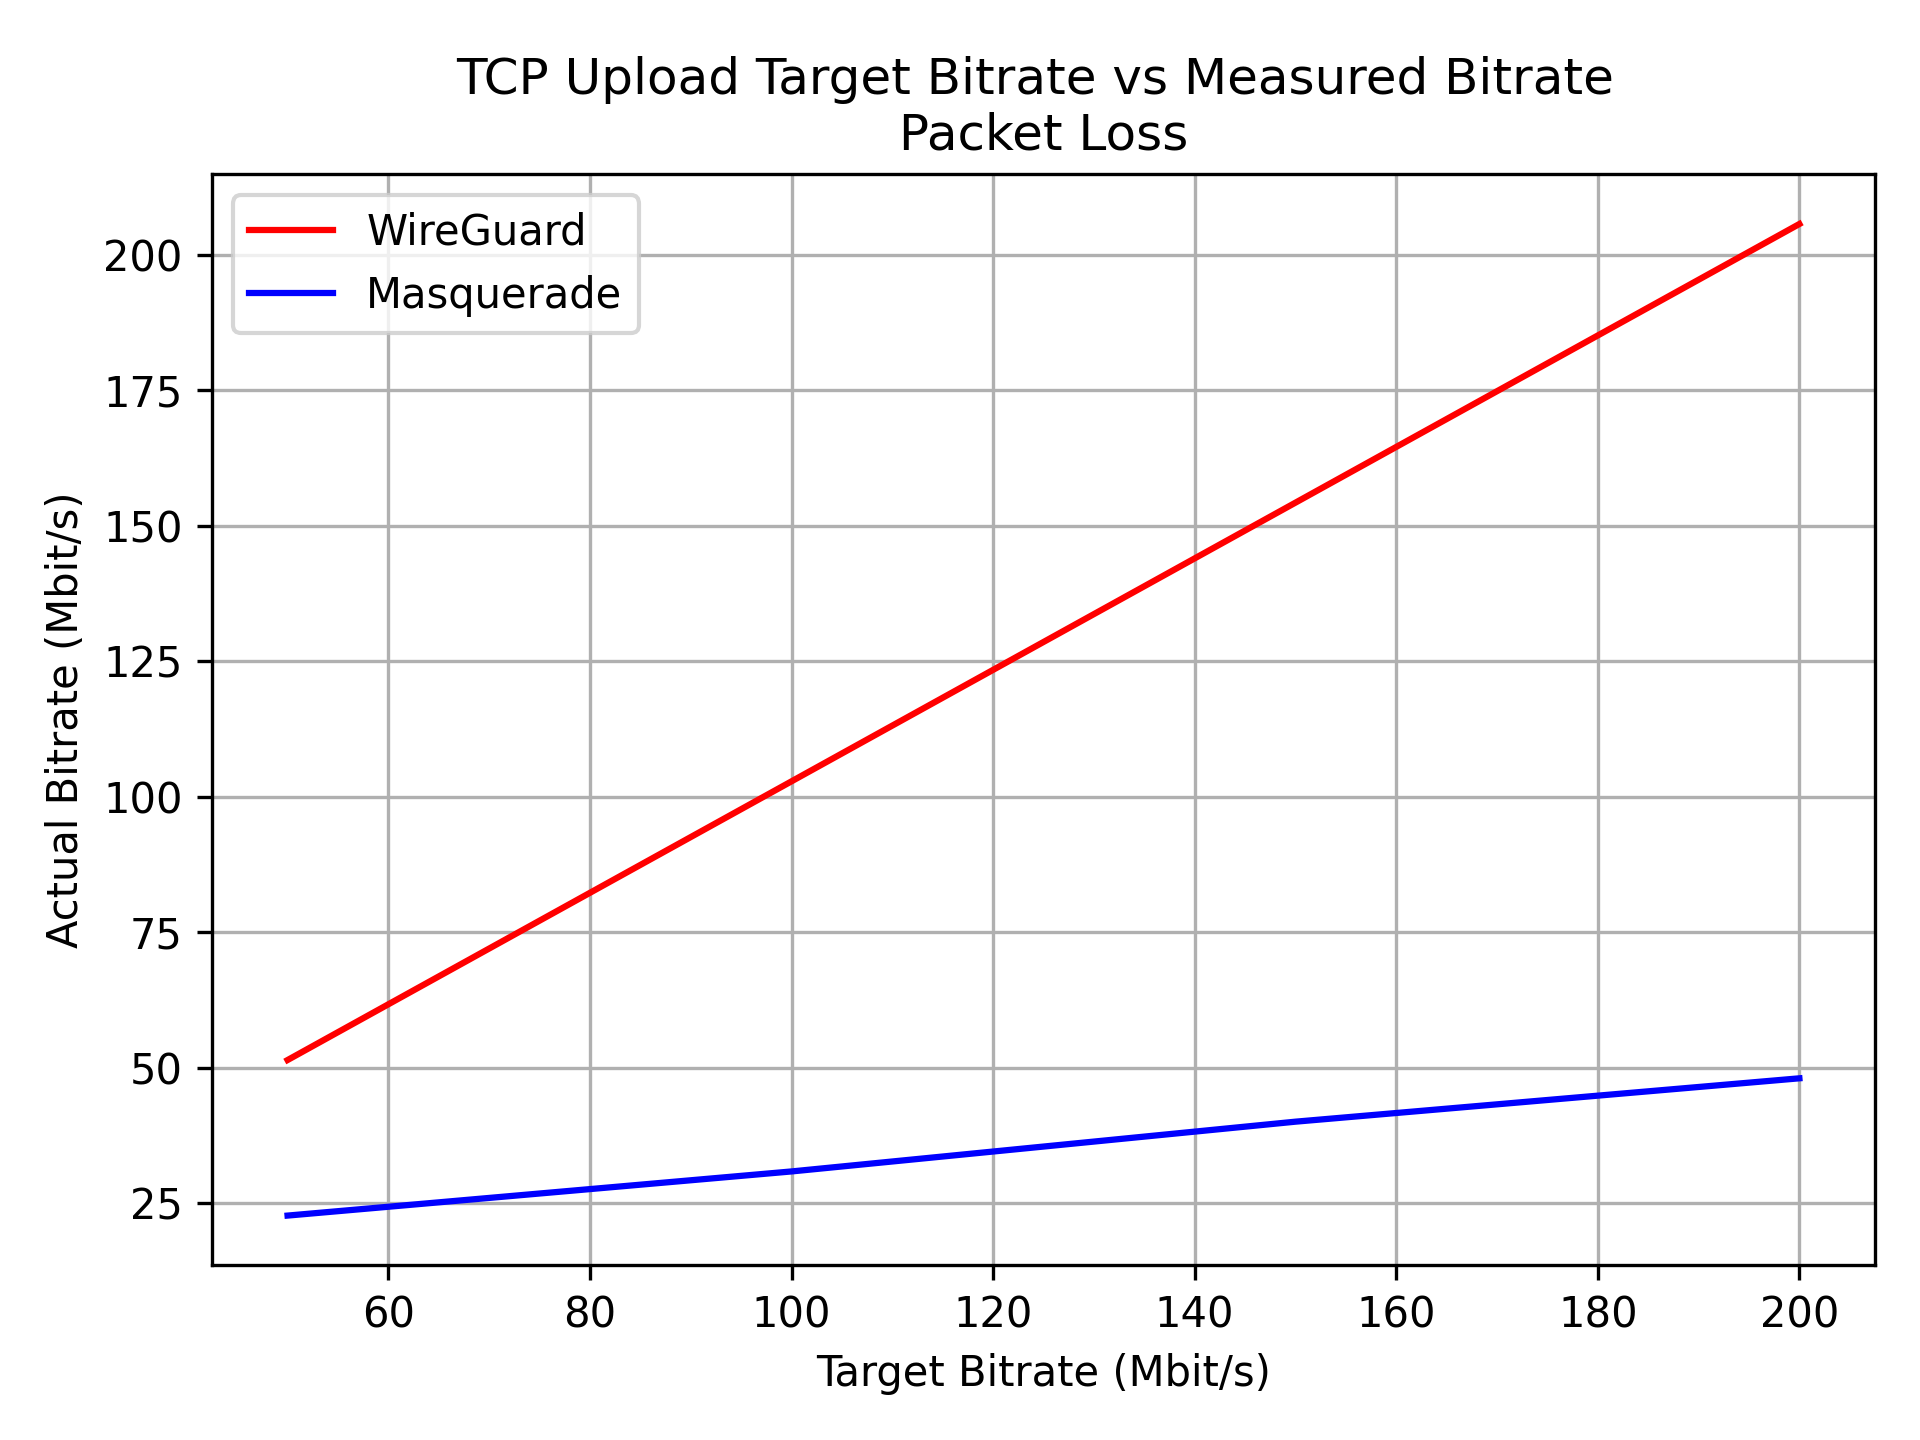 TCP Upload Target Bitrate vs Measured Bitrate
Packet Loss
WireGuard
Masquerade
200
175
150
125
100
75
50
25
Actual Bitrate (Mbit/s)
60 80 100 120 140 160 180 200
Target Bitrate (Mbit/s)